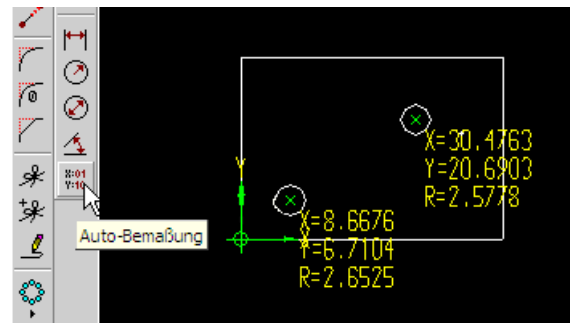 X:01
Y:10
Auto-Bemaßung
Y
X=30.4763
Y=20.6903
R=2.5778
X=8.6676
Y=6.7104
R=2.6525